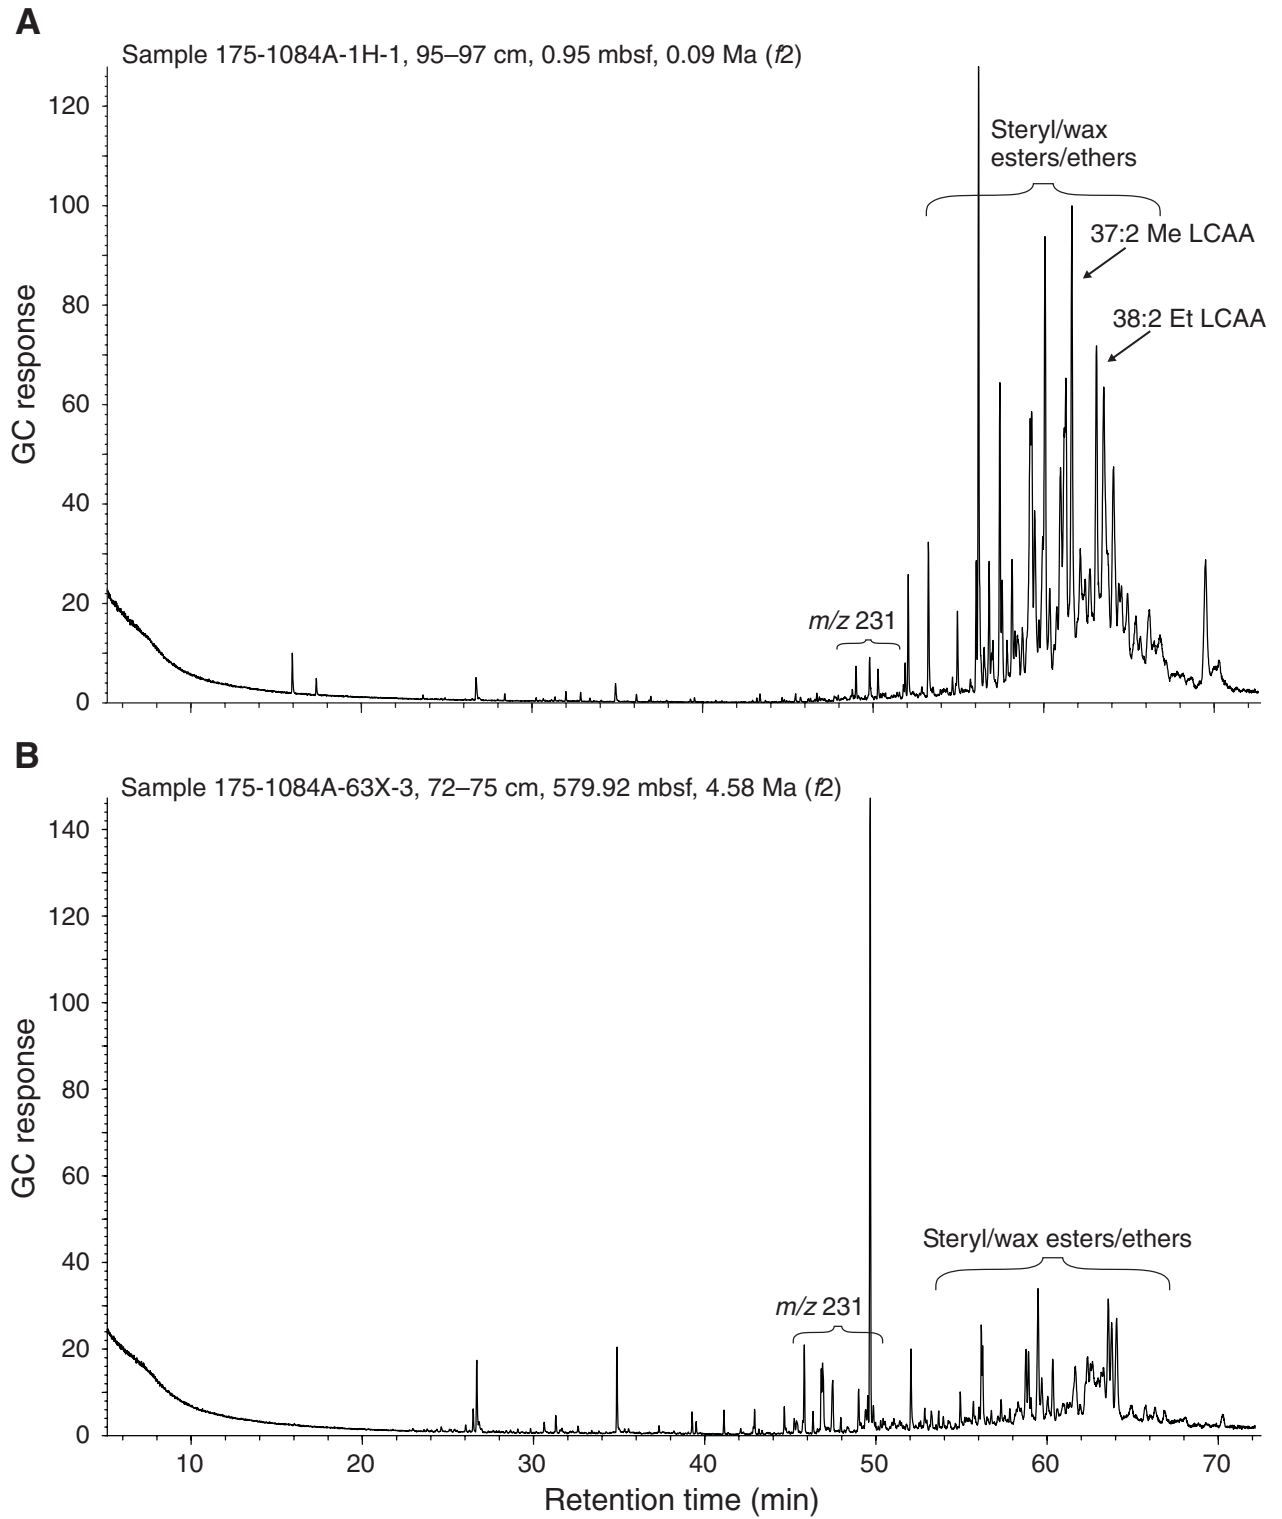 A
Sample 175-1084A-1H-1, 95–97 cm, 0.95 mbsf, 0.09 Ma (f2)
120
100
80
60
40
20
0
GC response
Steryl/wax
esters/ethers
37:2 Me LCAA
38:2 Et LCAA
m/z 231
B
Sample 175-1084A-63X-3, 72–75 cm, 579.92 mbsf, 4.58 Ma (f2)
140
120
100
80
60
40
20
0
GC response
Steryl/wax esters/ethers
m/z 231
10 20 30 40 50 60 70
Retention time (min)